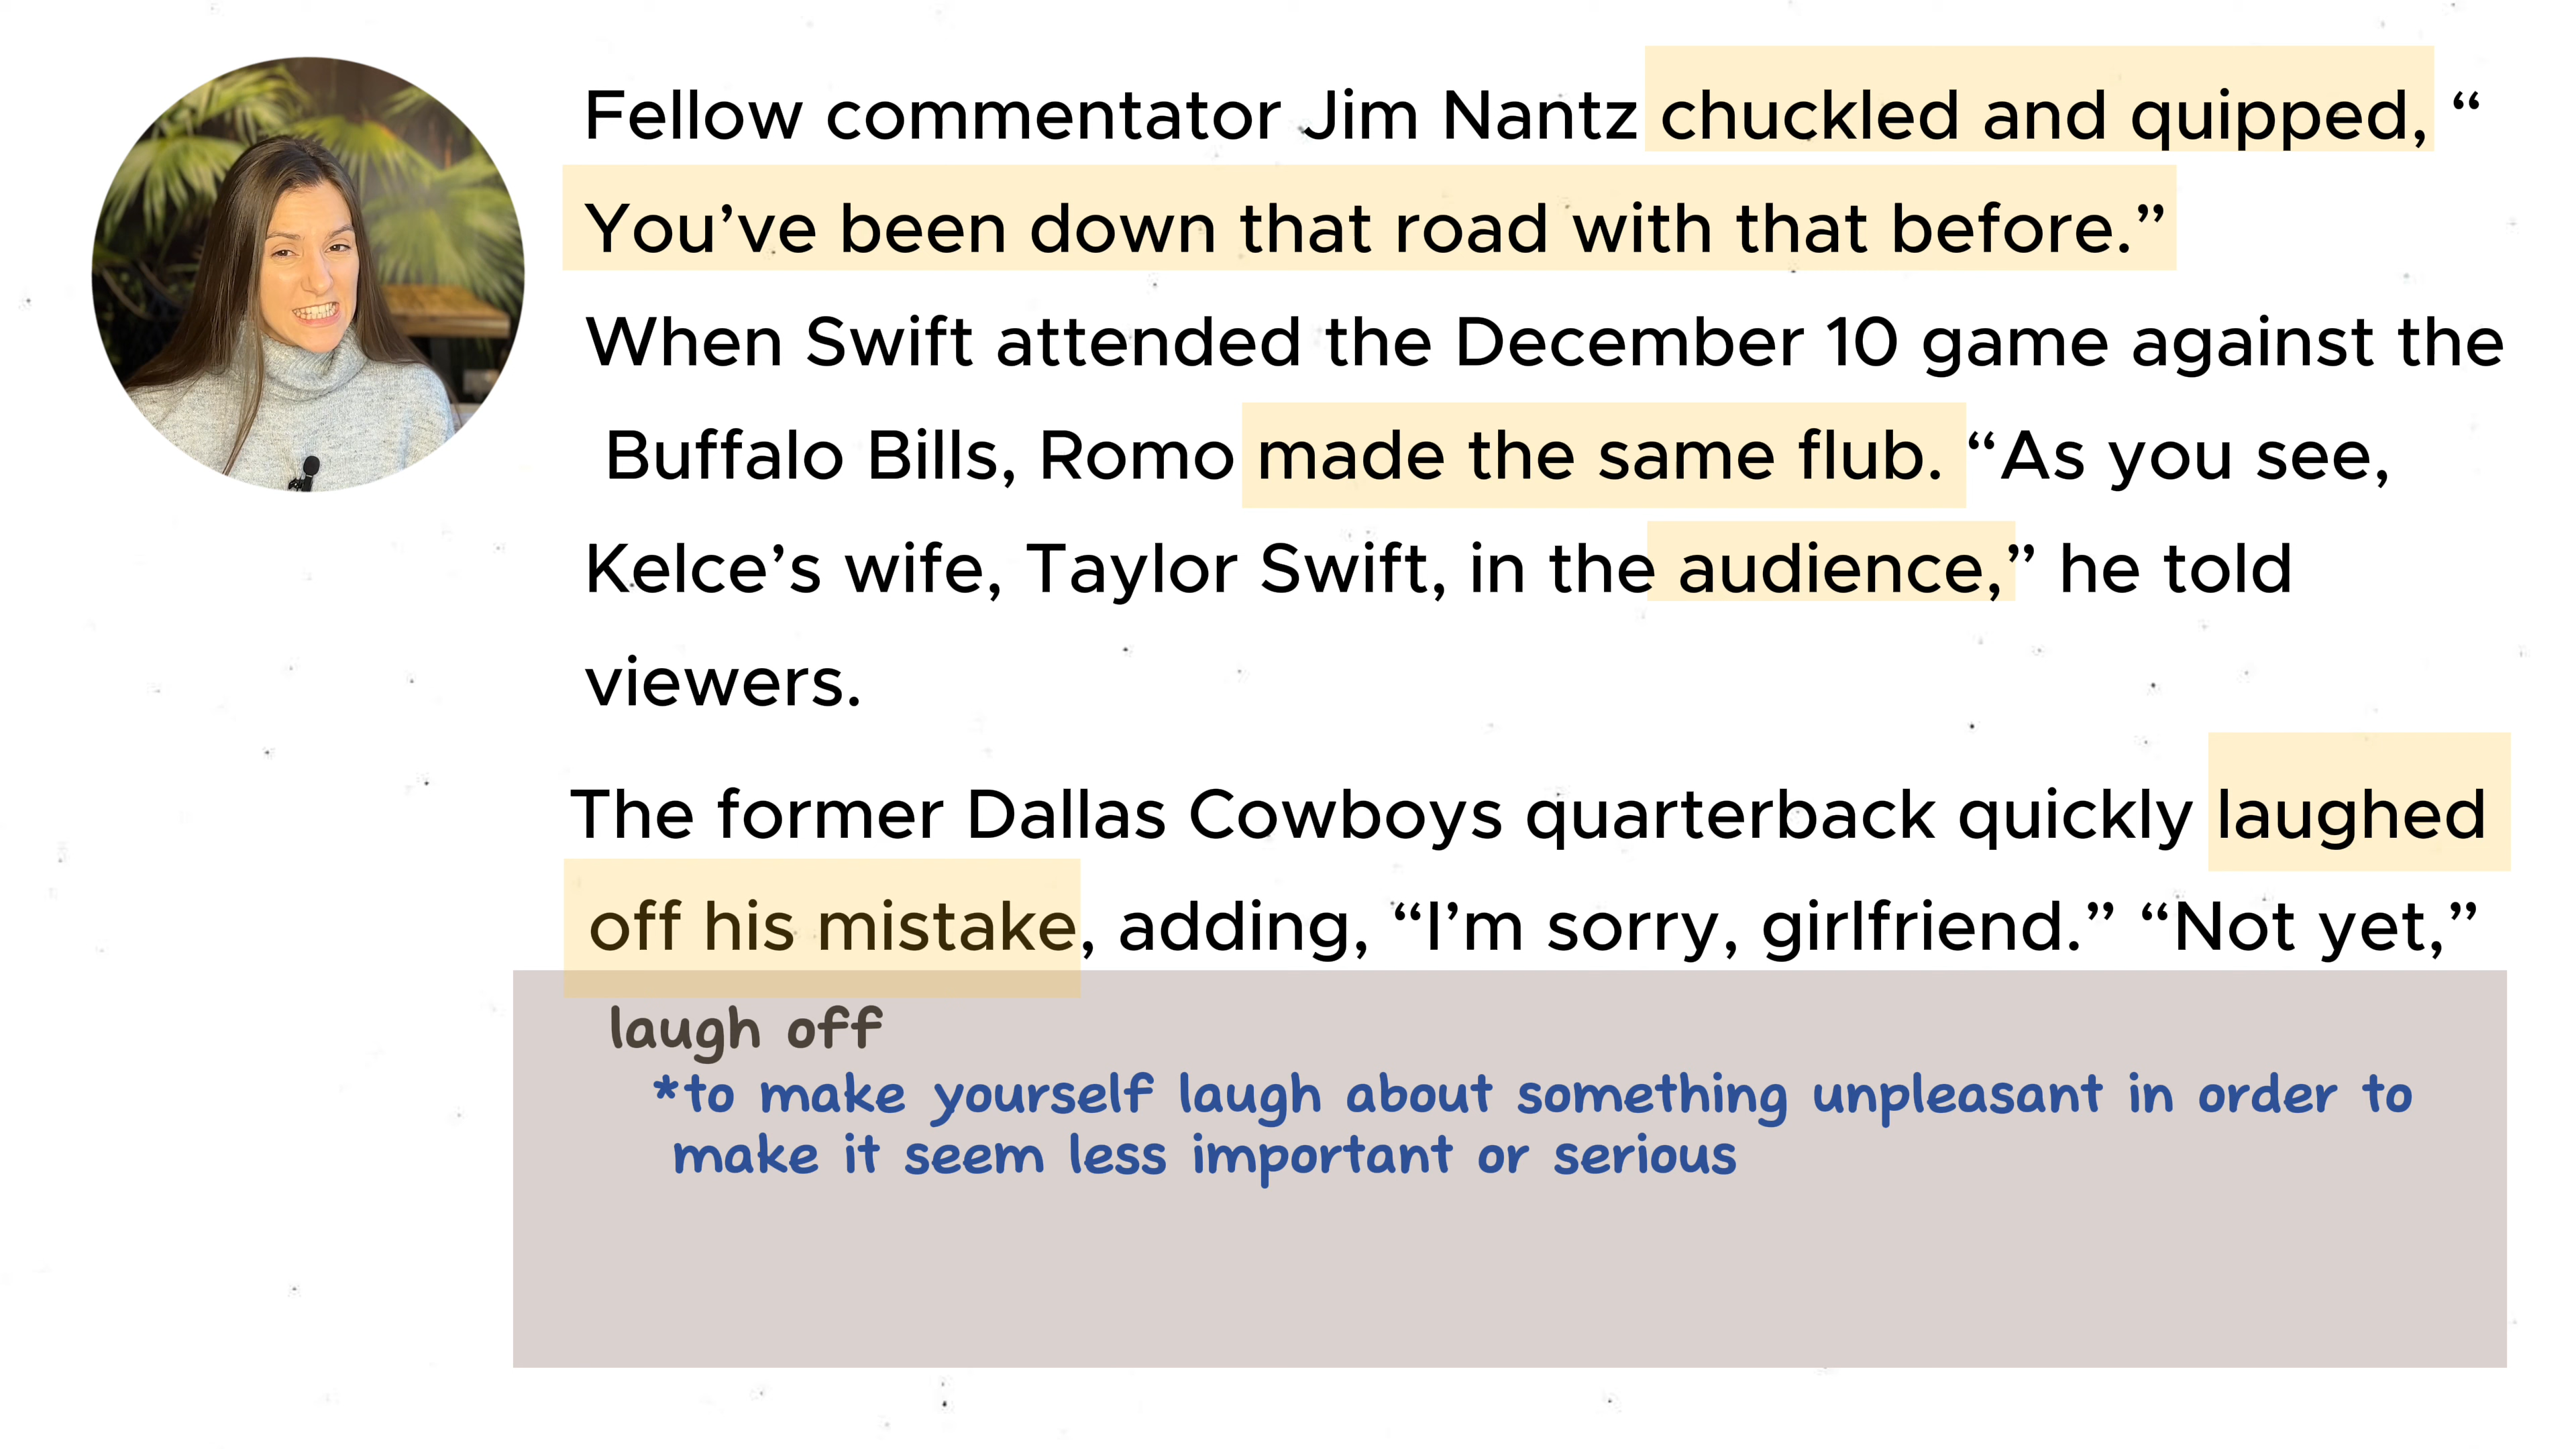 Fellow commentator Jim Nantz chuckled and quipped, “
You’ve been down that road with that before.”
When Swift attended the December 10 game against the
Buffalo Bills, Romo made the same flub. “As you see,
Kelce’s wife, Taylor Swift, in the audience,” he told
viewers.
The former Dallas Cowboys quarterback quickly laughed
off his mistake, adding, “I’m sorry, girlfriend.” “Not yet,”
laugh off
*to make yourself laugh about something unpleasant in order to
make it seem less important or serious